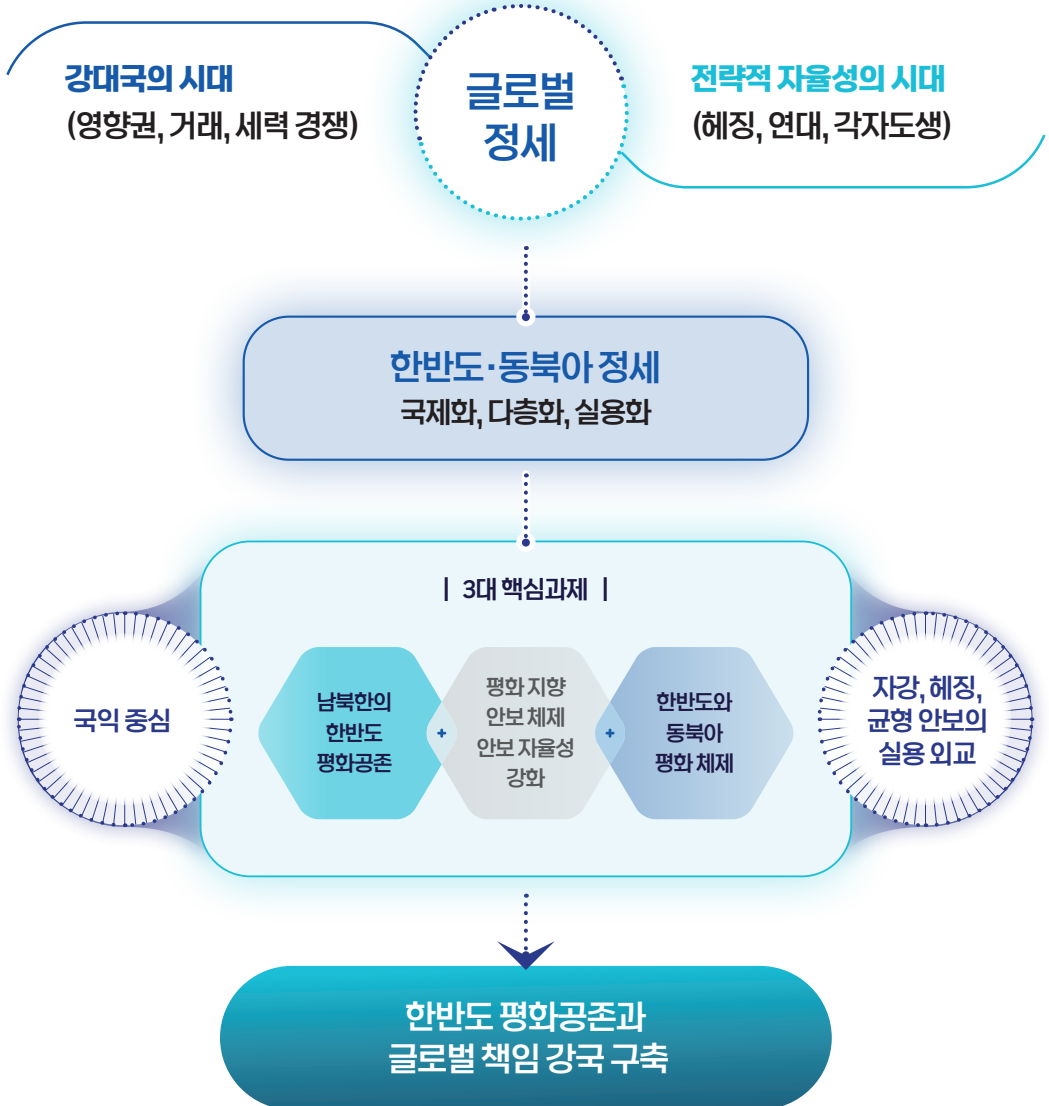 글로벌
정세
강대국의 시대
(영향권, 거래, 세력 경쟁)
전략적 자율성의 시대
(헤징, 연대, 각자도생)
한반도·동북아 정세
국제화, 다층화, 실용화
| 3대 핵심과제 |
국익 중심
남북한의
한반도
평화공존
+
평화 지향
안보 체제
안보 자율성
강화
+
한반도와
동북아
평화 체제
자강, 헤징,
균형 안보의
실용 외교
한반도 평화공존과
글로벌 책임 강국 구축